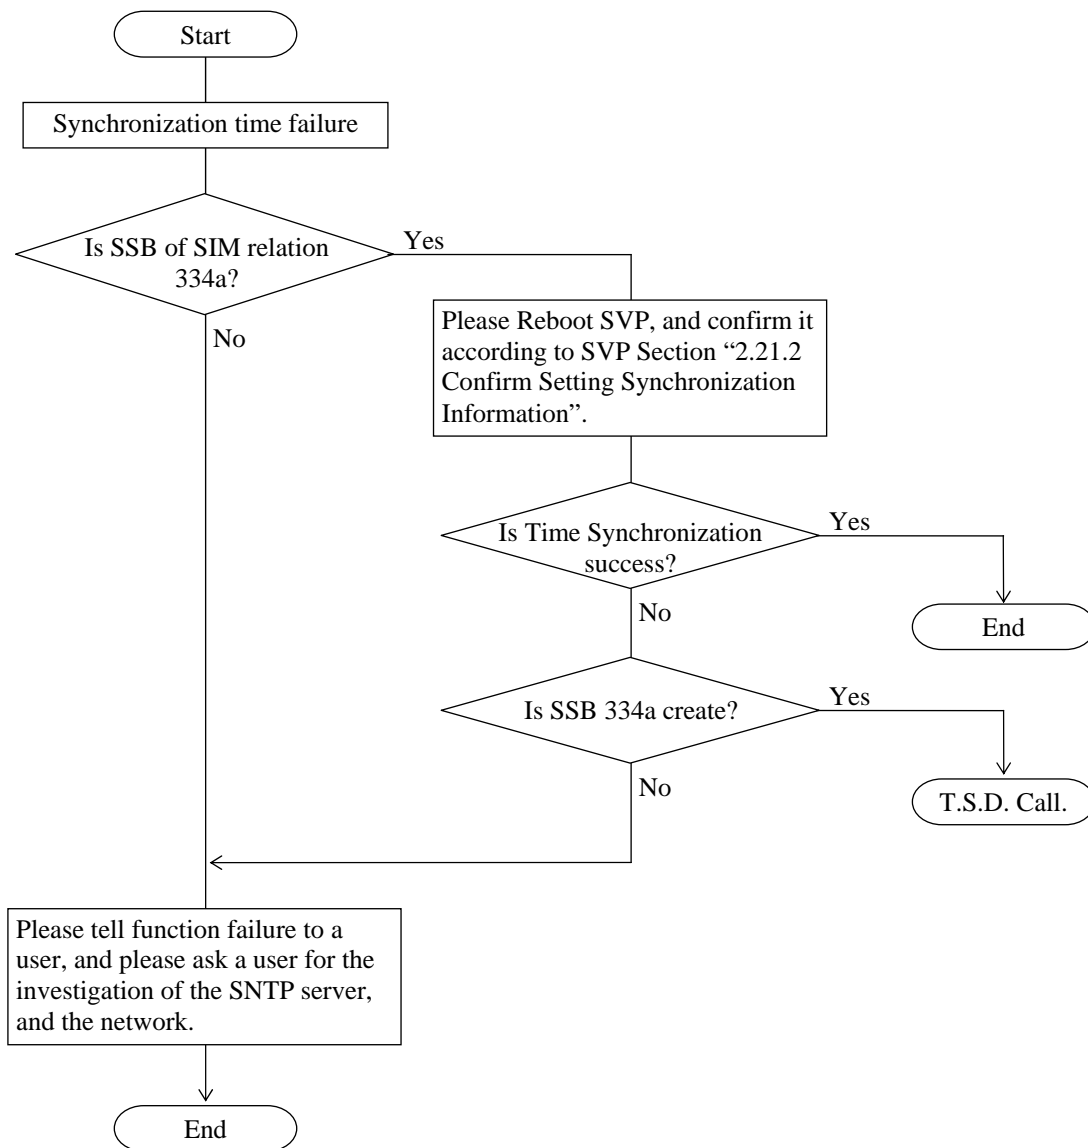 Start
Synchronization time failure
Is SSB of SIM relation
334a?
Yes
No
Please Reboot SVP, and confirm it
according to SVP Section “2.21.2
Confirm Setting Synchronization
Information”.
Is Time Synchronization
success?
Yes
No
End
Is SSB 334a create?
Yes
No
T.S.D. Call.
Please tell function failure to a
user, and please ask a user for the
investigation of the SNTP server,
and the network.
End